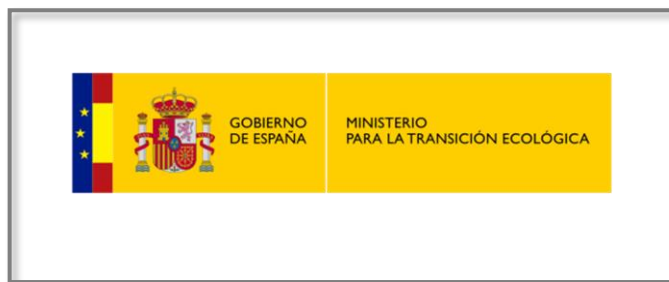 GOBIERNO
DE ESPAÑA
MINISTERIO
PARA LA TRANSICIÓN ECOLÓGICA